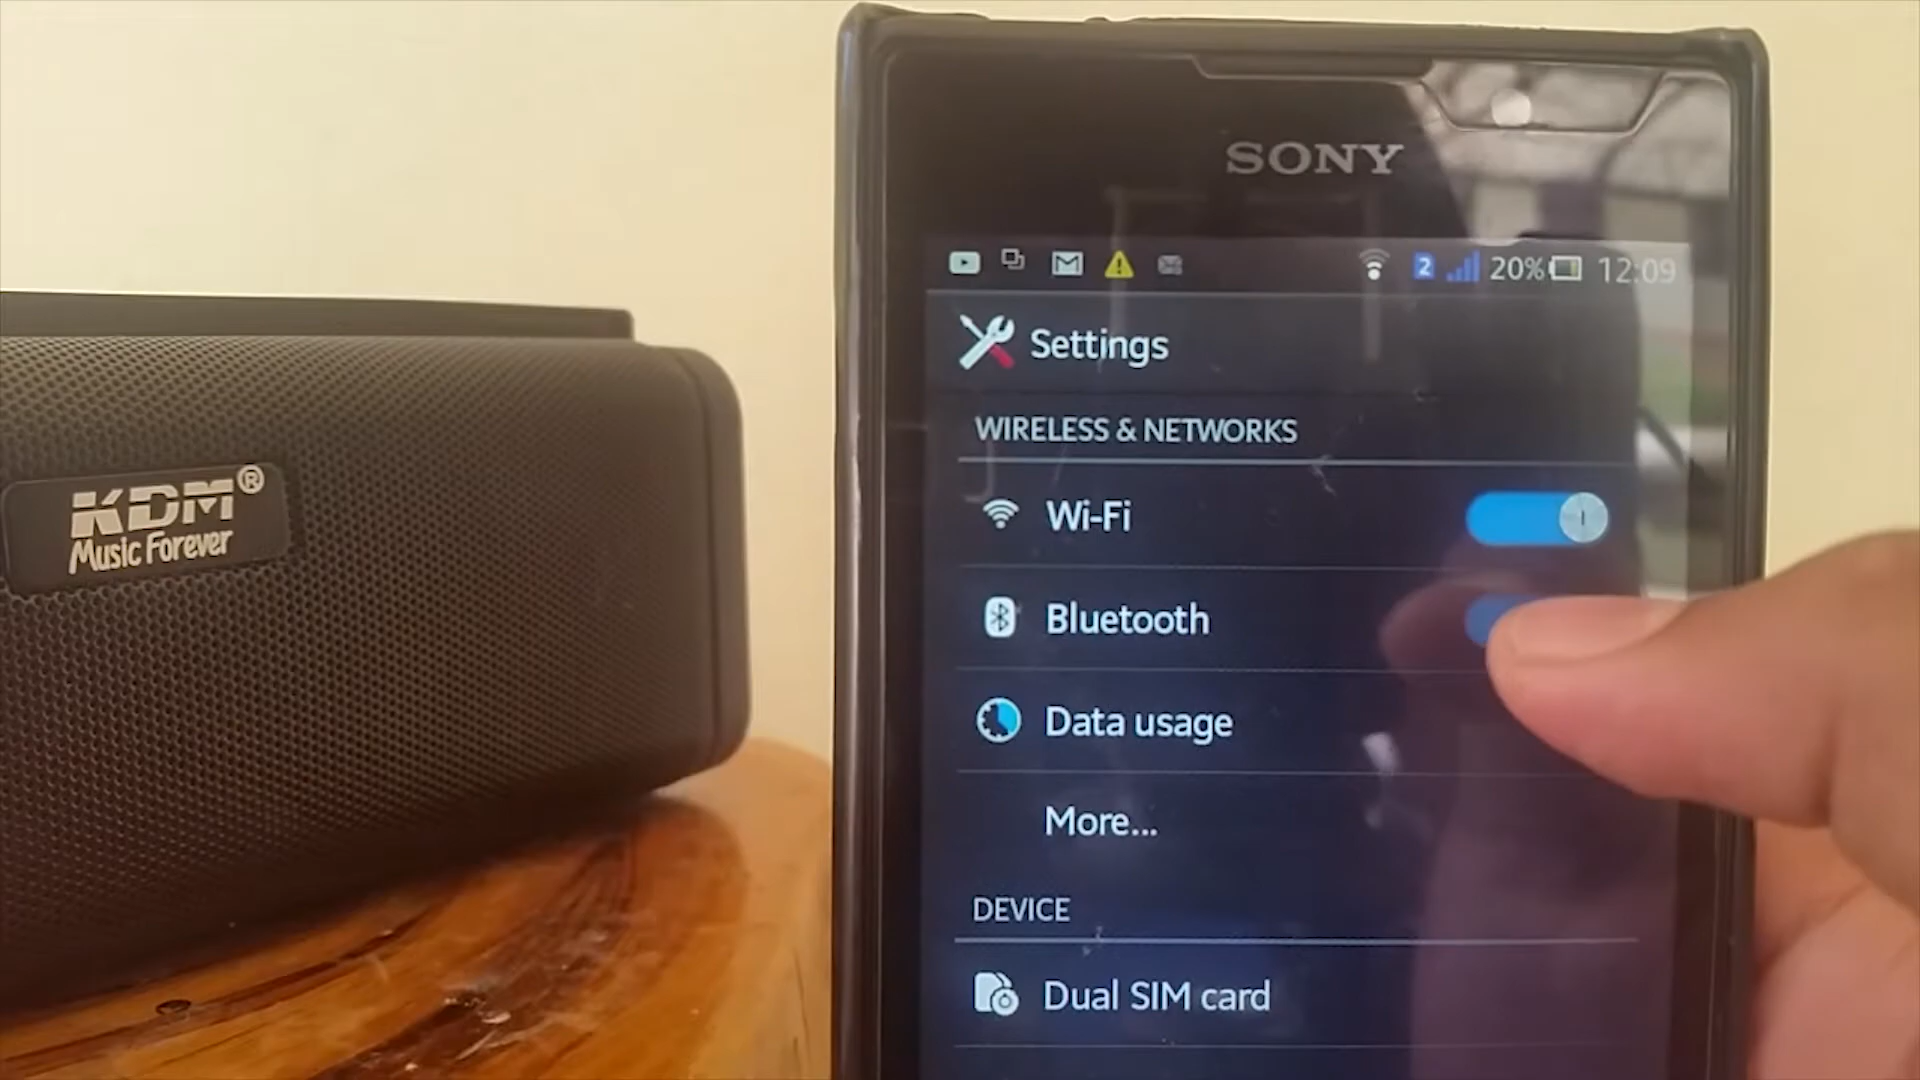 KDM®
Music Forever
SONY
2 20% 12:09
Settings
WIRELESS & NETWORKS
Wi-Fi
Bluetooth
Data usage
More...
DEVICE
Dual SIM card